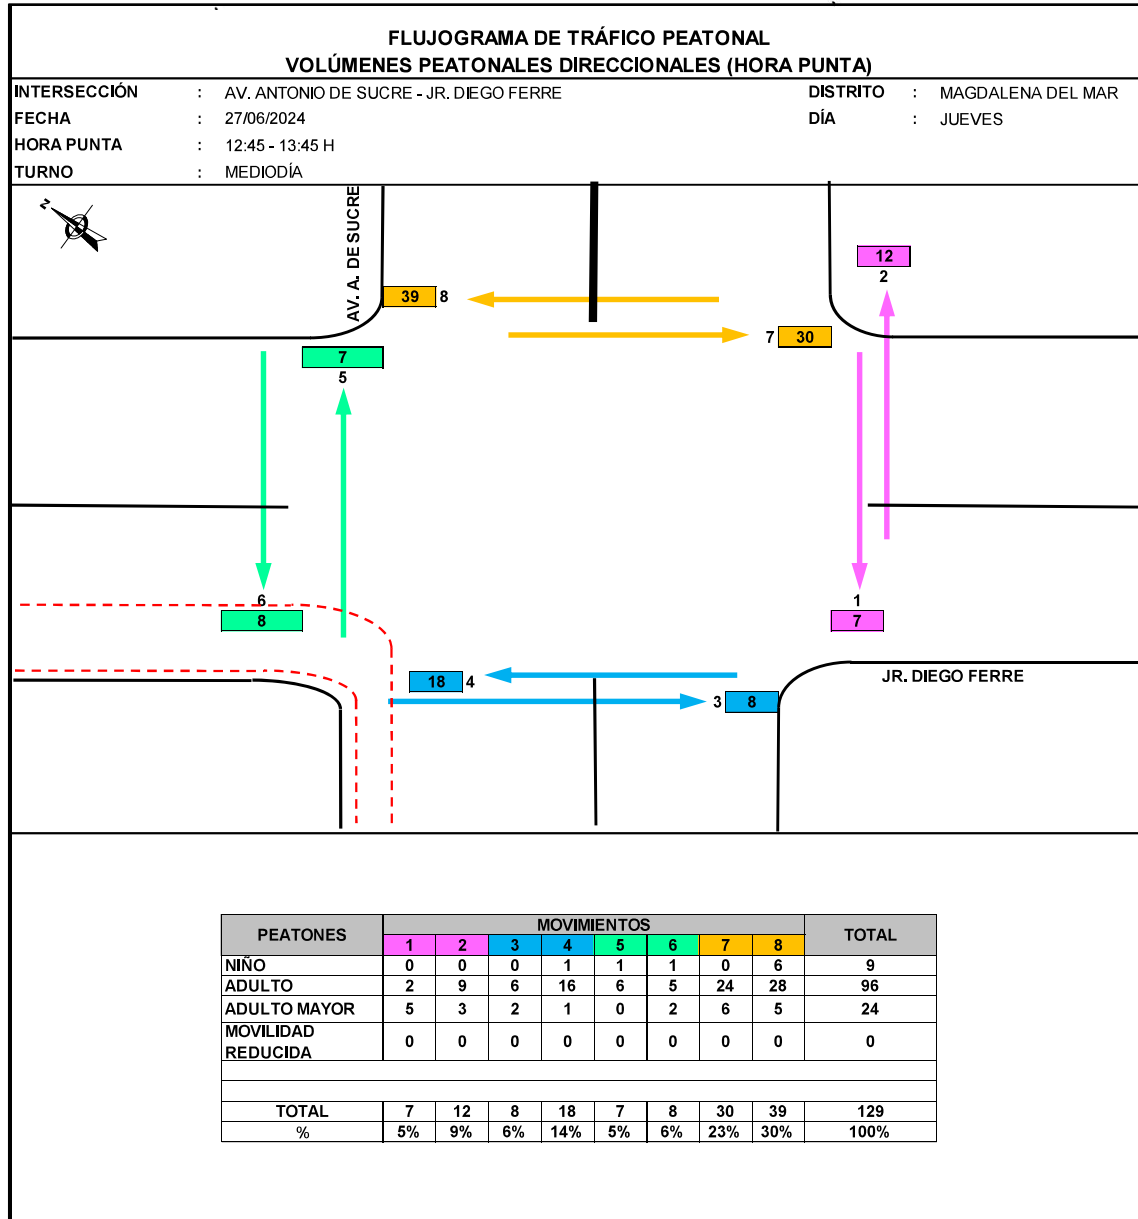 FLUJOGRAMA DE TRÁFICO PEATONAL
VOLÚMENES PEATONALES DIRECCIONALES (HORA PUNTA)
INTERSECCIÓN : AV. ANTONIO DE SUCRE - JR. DIEGO FERRE DISTRITO : MAGDALENA DEL MAR
FECHA : 27/06/2024 DÍA : JUEVES
HORA PUNTA : 12:45 - 13:45 H
TURNO : MEDIODÍA
N
AV. A. DE SUCRE
12
2
39 8
7 30
7
5
6
8
1
7
18 4
3 8
JR. DIEGO FERRE
PEATONES MOVIMIENTOS TOTAL
1 2 3 4 5 6 7 8
NIÑO 0 0 0 1 1 1 0 6 9
ADULTO 2 9 6 16 6 5 24 28 96
ADULTO MAYOR 5 3 2 1 0 2 6 5 24
MOVILIDAD
REDUCIDA 0 0 0 0 0 0 0 0 0
TOTAL 7 12 8 18 7 8 30 39 129
% 5% 9% 6% 14% 5% 6% 23% 30% 100%